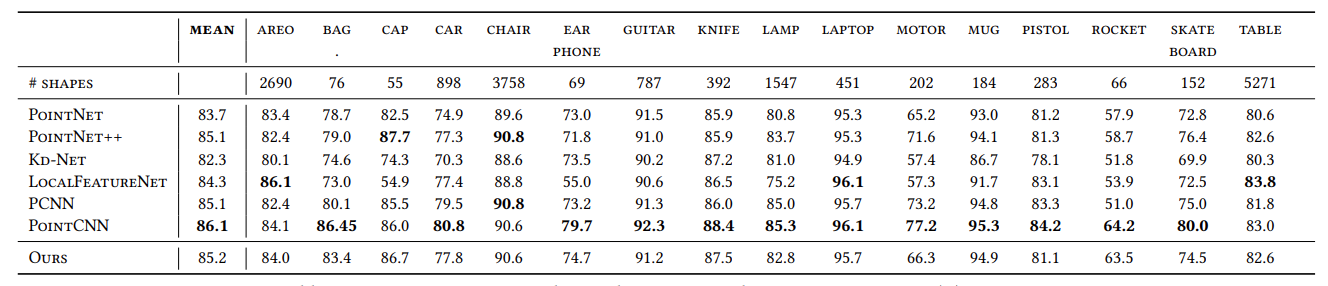 MEAN AREO BAG CAP CAR CHAIR EAR GUITAR KNIFE LAMP LAPTOP MOTOR MUG PISTOL ROCKET SKATE TABLE
. PHONE BOARD
# SHAPES 2690 76 55 898 3758 69 787 392 1547 451 202 184 283 66 152 5271
POINTNET 83.7 83.4 78.7 82.5 74.9 89.6 73.0 91.5 85.9 80.8 95.3 65.2 93.0 81.2 57.9 72.8 80.6
POINTNET++ 85.1 82.4 79.0 87.7 77.3 90.8 71.8 91.0 85.9 83.7 95.3 71.6 94.1 81.3 58.7 76.4 82.6
KD-NET 82.3 80.1 74.6 74.3 70.3 88.6 73.5 90.2 87.2 81.0 94.9 57.4 86.7 78.1 51.8 69.9 80.3
LOCALFEATURENET 84.3 86.1 73.0 54.9 77.4 88.8 55.0 90.6 86.5 75.2 96.1 57.3 91.7 83.1 53.9 72.5 83.8
PCNN 85.1 82.4 80.1 85.5 79.5 90.8 73.2 91.3 86.0 85.0 95.7 73.2 94.8 83.3 51.0 75.0 81.8
POINTCNN 86.1 84.1 86.45 86.0 80.8 90.6 79.7 92.3 88.4 85.3 96.1 77.2 95.3 84.2 64.2 80.0 83.0
OURS 85.2 84.0 83.4 86.7 77.8 90.6 74.7 91.2 87.5 82.8 95.7 66.3 94.9 81.1 63.5 74.5 82.6